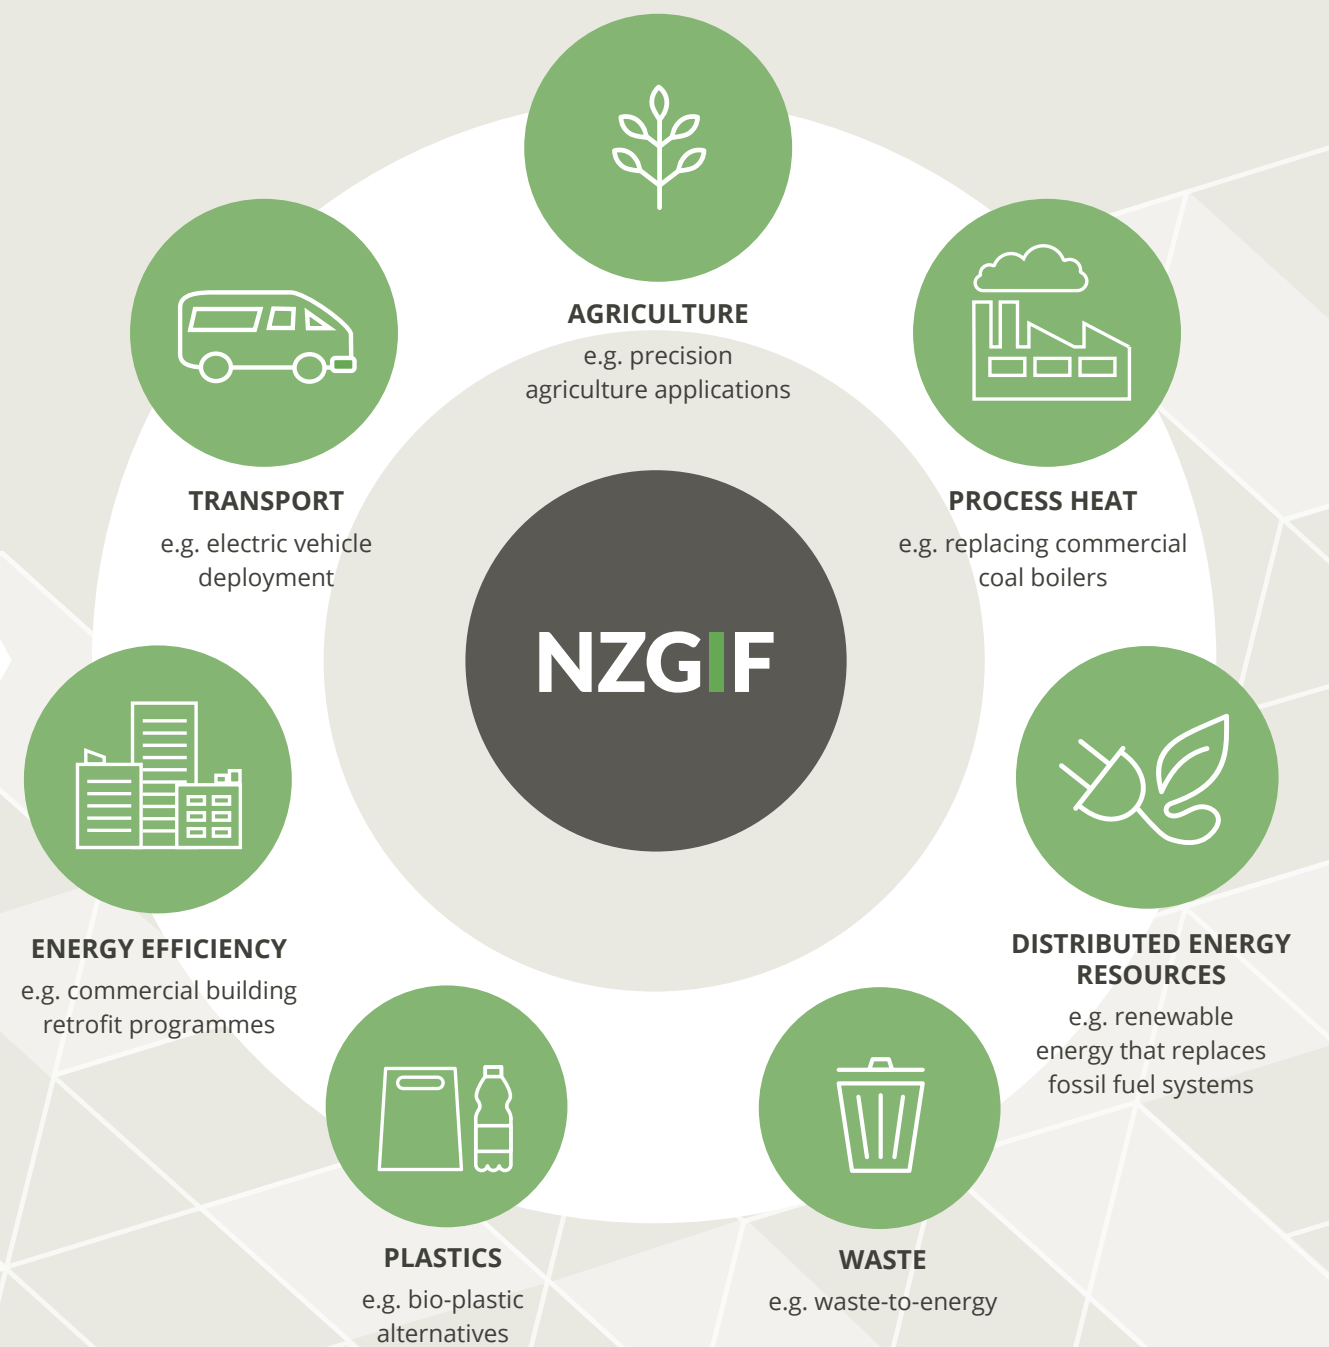 AGRICULTURE
e.g. precision
agriculture applications
TRANSPORT
e.g. electric vehicle
deployment
PROCESS HEAT
e.g. replacing commercial
coal boilers
NZGIF
ENERGY EFFICIENCY
e.g. commercial building
retrofit programmes
DISTRIBUTED ENERGY
RESOURCES
e.g. renewable
energy that replaces
fossil fuel systems
PLASTICS
e.g. bio-plastic
alternatives
WASTE
e.g. waste-to-energy